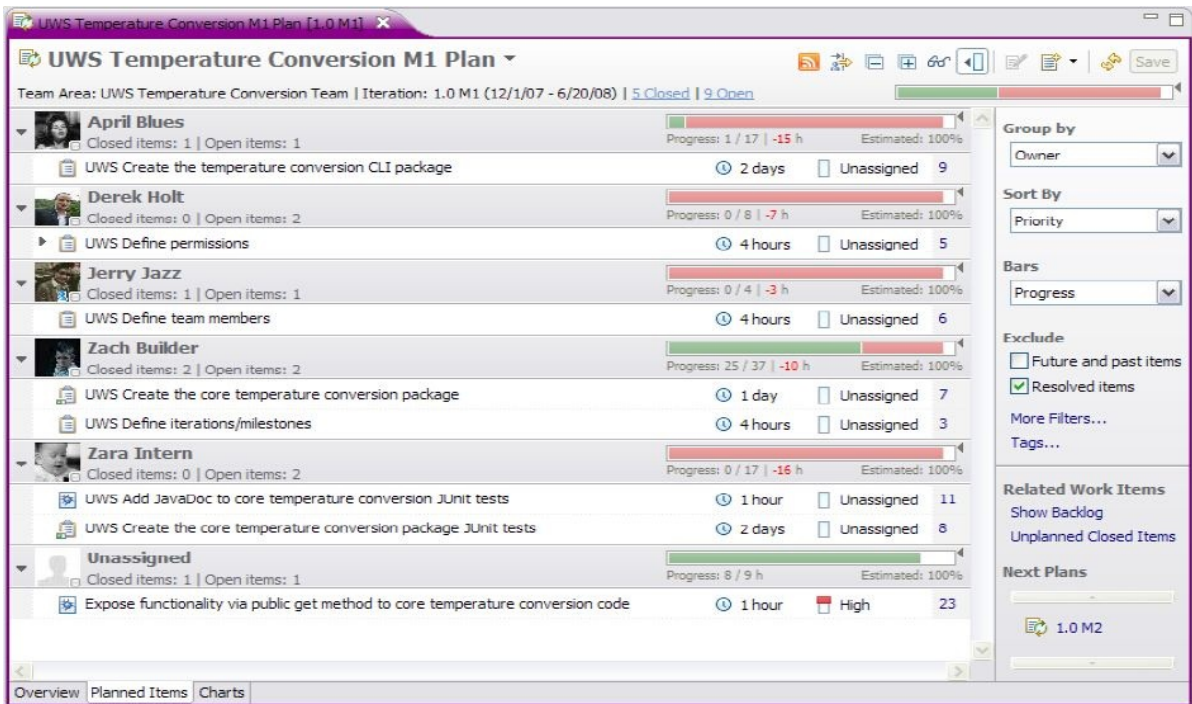 UWS Temperature Conversion M1 Plan [1.0 M1]
UWS Temperature Conversion M1 Plan
Save
Team Area: UWS Temperature Conversion Team | Iteration: 1.0 M1 (12/1/07 - 6/20/08) | 5 Closed | 9 Open
April Blues
Closed items: 1 | Open items: 1
Progress: 1 / 17 | -15 h Estimated: 100%
UWS Create the temperature conversion CLI package 2 days Unassigned 9
Derek Holt
Closed items: 0 | Open items: 2
Progress: 0 / 8 | -7 h Estimated: 100%
UWS Define permissions 4 hours Unassigned 5
Jerry Jazz
Closed items: 1 | Open items: 1
Progress: 0 / 4 | -3 h Estimated: 100%
UWS Define team members 4 hours Unassigned 6
Zach Builder
Closed items: 2 | Open items: 2
Progress: 25 / 37 | -10 h Estimated: 100%
UWS Create the core temperature conversion package 1 day Unassigned 7
UWS Define iterations/milestones 4 hours Unassigned 3
Zara Intern
Closed items: 0 | Open items: 2
Progress: 0 / 17 | -16 h Estimated: 100%
UWS Add JavaDoc to core temperature conversion JUnit tests 1 hour Unassigned 11
UWS Create the core temperature conversion package JUnit tests 2 days Unassigned 8
Unassigned
Closed items: 1 | Open items: 1
Progress: 8 / 9 h Estimated: 100%
Expose functionality via public get method to core temperature conversion code 1 hour High 23
Group by
Owner
Sort By
Priority
Bars
Progress
Exclude
Future and past items
Resolved items
More Filters...
Tags...
Related Work Items
Show Backlog
Unplanned Closed Items
Next Plans
1.0 M2
Overview Planned Items Charts